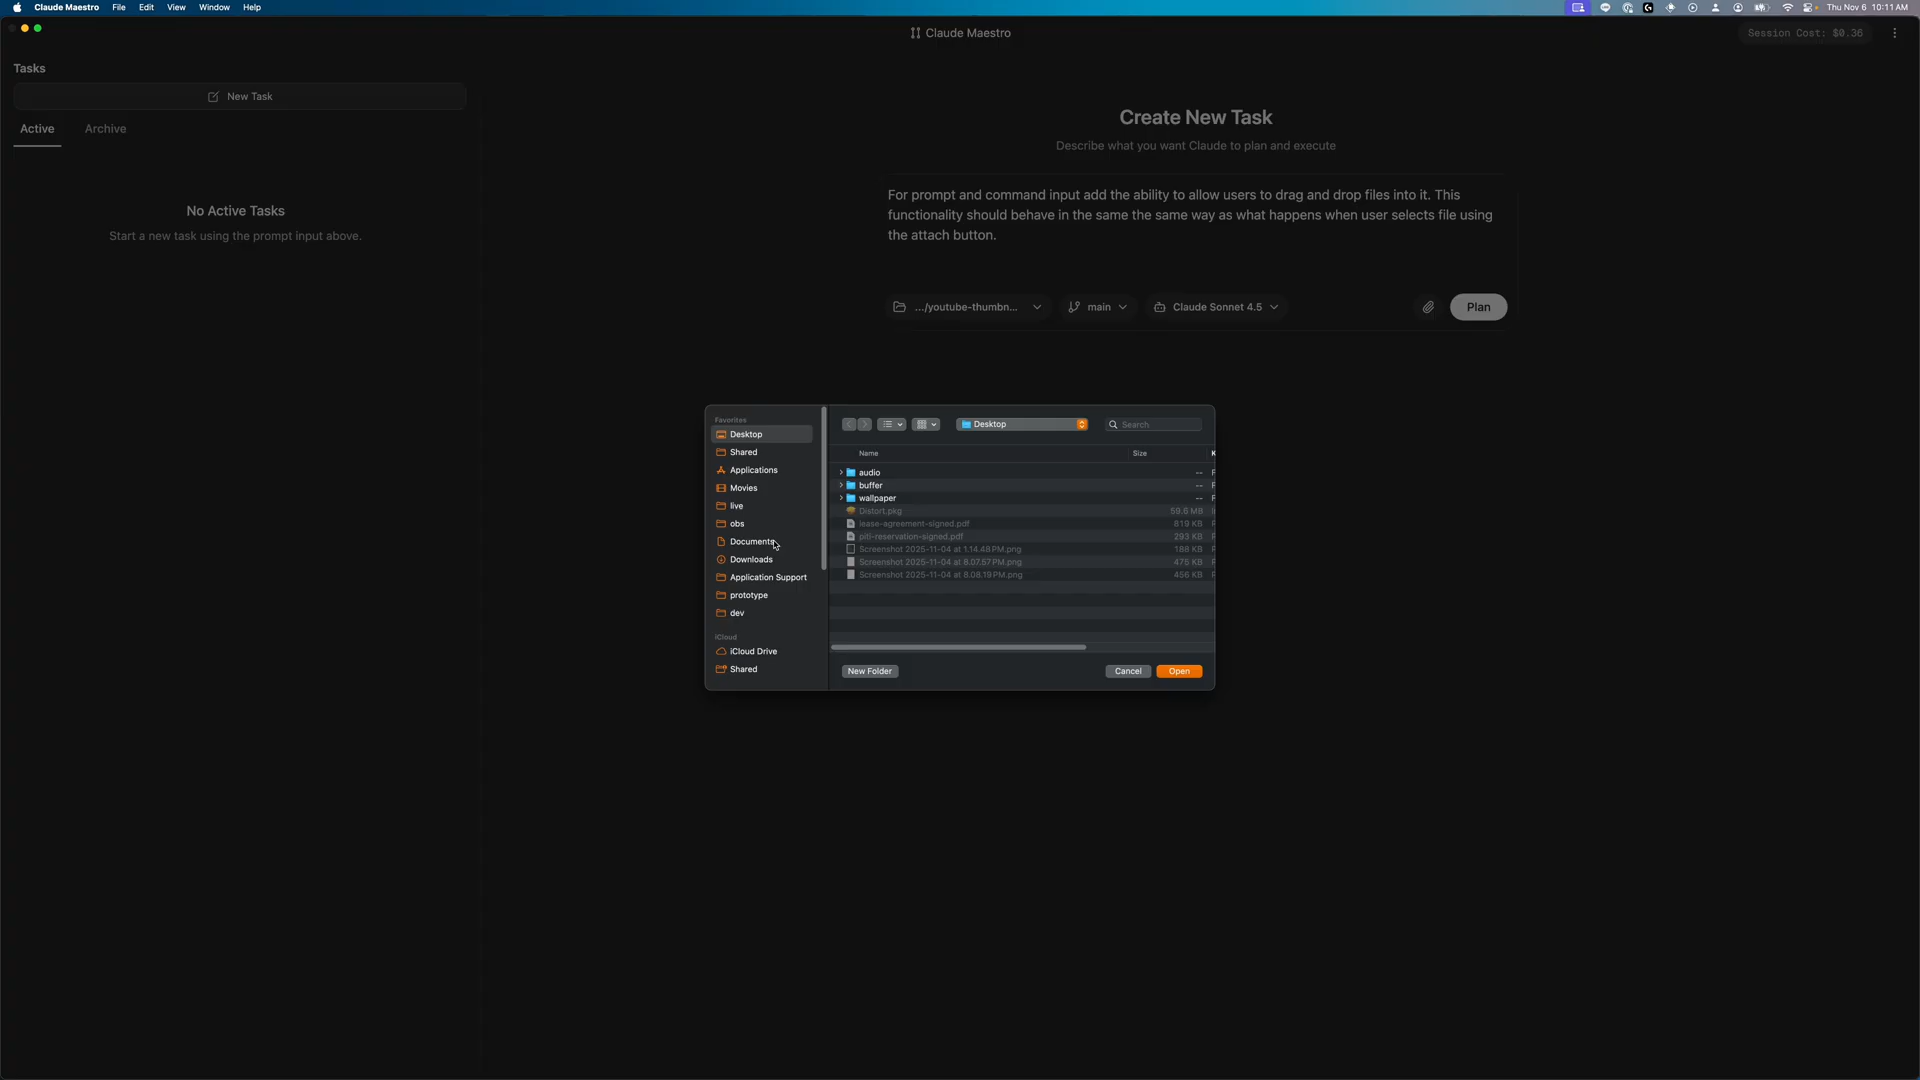 Claude Maestro File Edit View Window Help
Thu Nov 6 10:11 AM
Claude Maestro
Session Cost: $0.36
Tasks
New Task
Active Archive
No Active Tasks
Start a new task using the prompt input above.
Create New Task
Describe what you want Claude to plan and execute
For prompt and command input add the ability to allow users to drag and drop files into it. This
functionality should behave in the same the same way as what happens when user selects file using
the attach button.
.../youtube-thumbn... main Claude Sonnet 4.5 Plan
Favorites
Desktop
Shared
Applications
Movies
live
obs
Documents
Downloads
Application Support
prototype
dev
iCloud
iCloud Drive
Shared
Desktop Search
Name Size K
audio -- F
buffer -- F
wallpaper -- F
Distort.pkg 59.6 MB
lease-agreement-signed.pdf 819 KB
piti-reservation-signed.pdf 293 KB
Screenshot 2025-11-04 at 1.14.48 PM.png 188 KB
Screenshot 2025-11-04 at 8.07.57 PM.png 475 KB
Screenshot 2025-11-04 at 8.08.19 PM.png 456 KB
New Folder Cancel Open